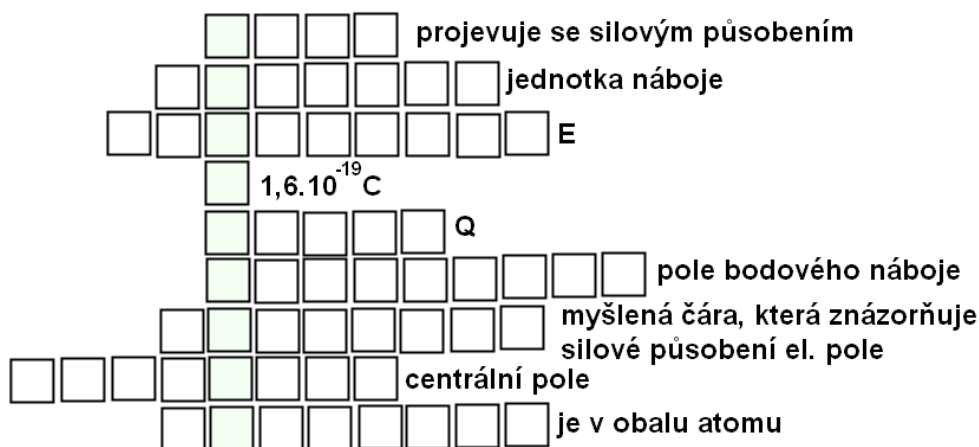 projevuje se silovým působením
jednotka náboje
E
1,6.10⁻¹⁹C
Q
pole bodového náboje
myšlená čára, která znázorňuje
silové působení el. pole
centrální pole
je v obalu atomu